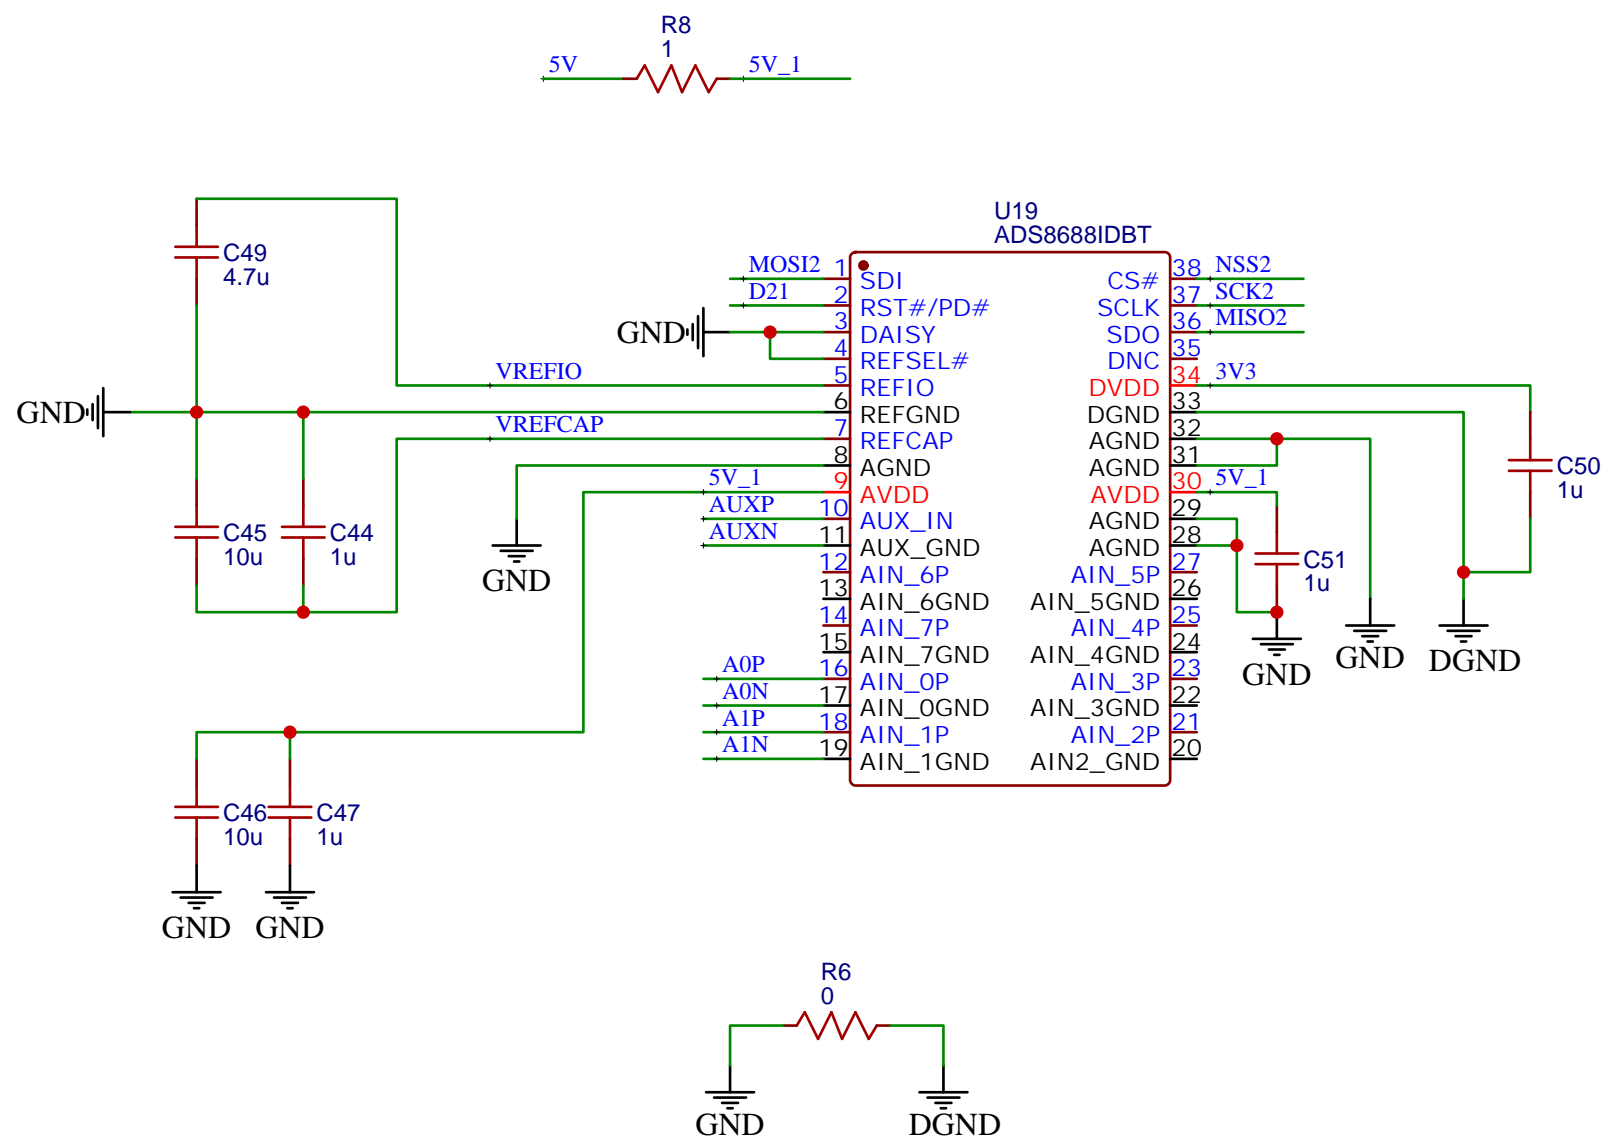 R8
1
5V
5V_1
U19
ADS8688IDBT
C49
4.7u
MOSI2
1
SDI
CS#
38
NSS2
D21
2
RST#/PD#
SCLK
37
SCK2
GND
3
DAISY
SDO
36
MISO2
4
REFSEL#
DNC
35
VREFIO
5
REFIO
DVDD
34
3V3
GND
6
REFGND
DGND
33
VREFCAP
7
REFCAP
AGND
32
8
AGND
AGND
31
5V_1
9
AVDD
AVDD
30
5V_1
AUXP
10
AUX_IN
AGND
29
AUXN
11
AUX_GND
AGND
28
12
AIN_6P
AIN_5P
27
13
AIN_6GND
AIN_5GND
26
14
AIN_7P
AIN_4P
25
15
AIN_7GND
AIN_4GND
24
A0P
16
AIN_0P
AIN_3P
23
A0N
17
AIN_0GND
AIN_3GND
22
A1P
18
AIN_1P
AIN_2P
21
A1N
19
AIN_1GND
AIN2_GND
20
C45
10u
C44
1u
GND
C50
1u
C51
1u
GND
GND
DGND
C46
10u
C47
1u
GND
GND
R6
0
GND
DGND